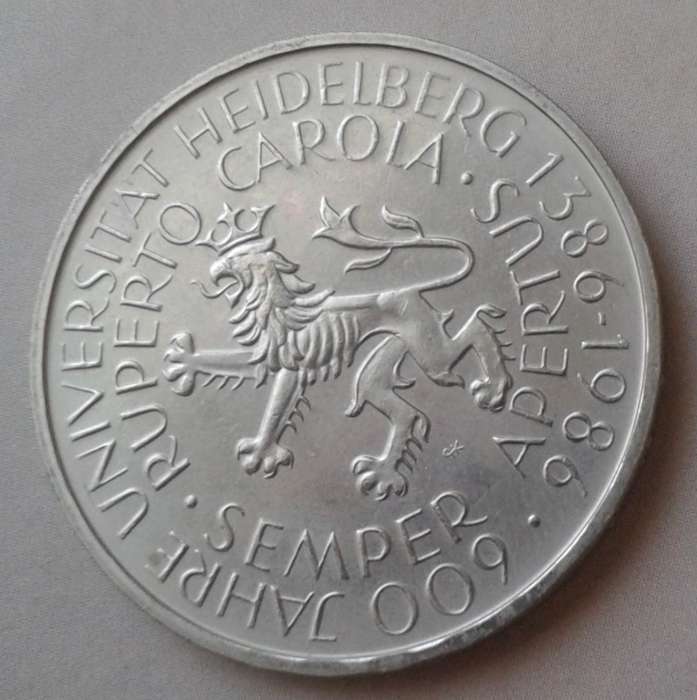 600 JAHRE UNIVERSITÄT HEIDELBERG 1386-1986 ·
RUPERTO CAROLA · SEMPER APERTUS ·